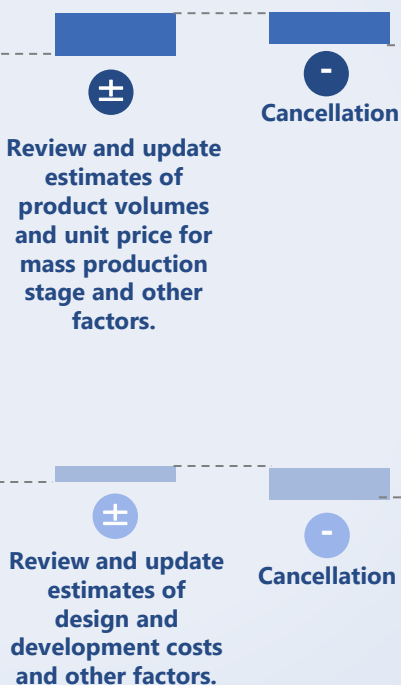 ±
-
Cancellation
Review and update
estimates of
product volumes
and unit price for
mass production
stage and other
factors.
±
-
Cancellation
Review and update
estimates of
design and
development costs
and other factors.